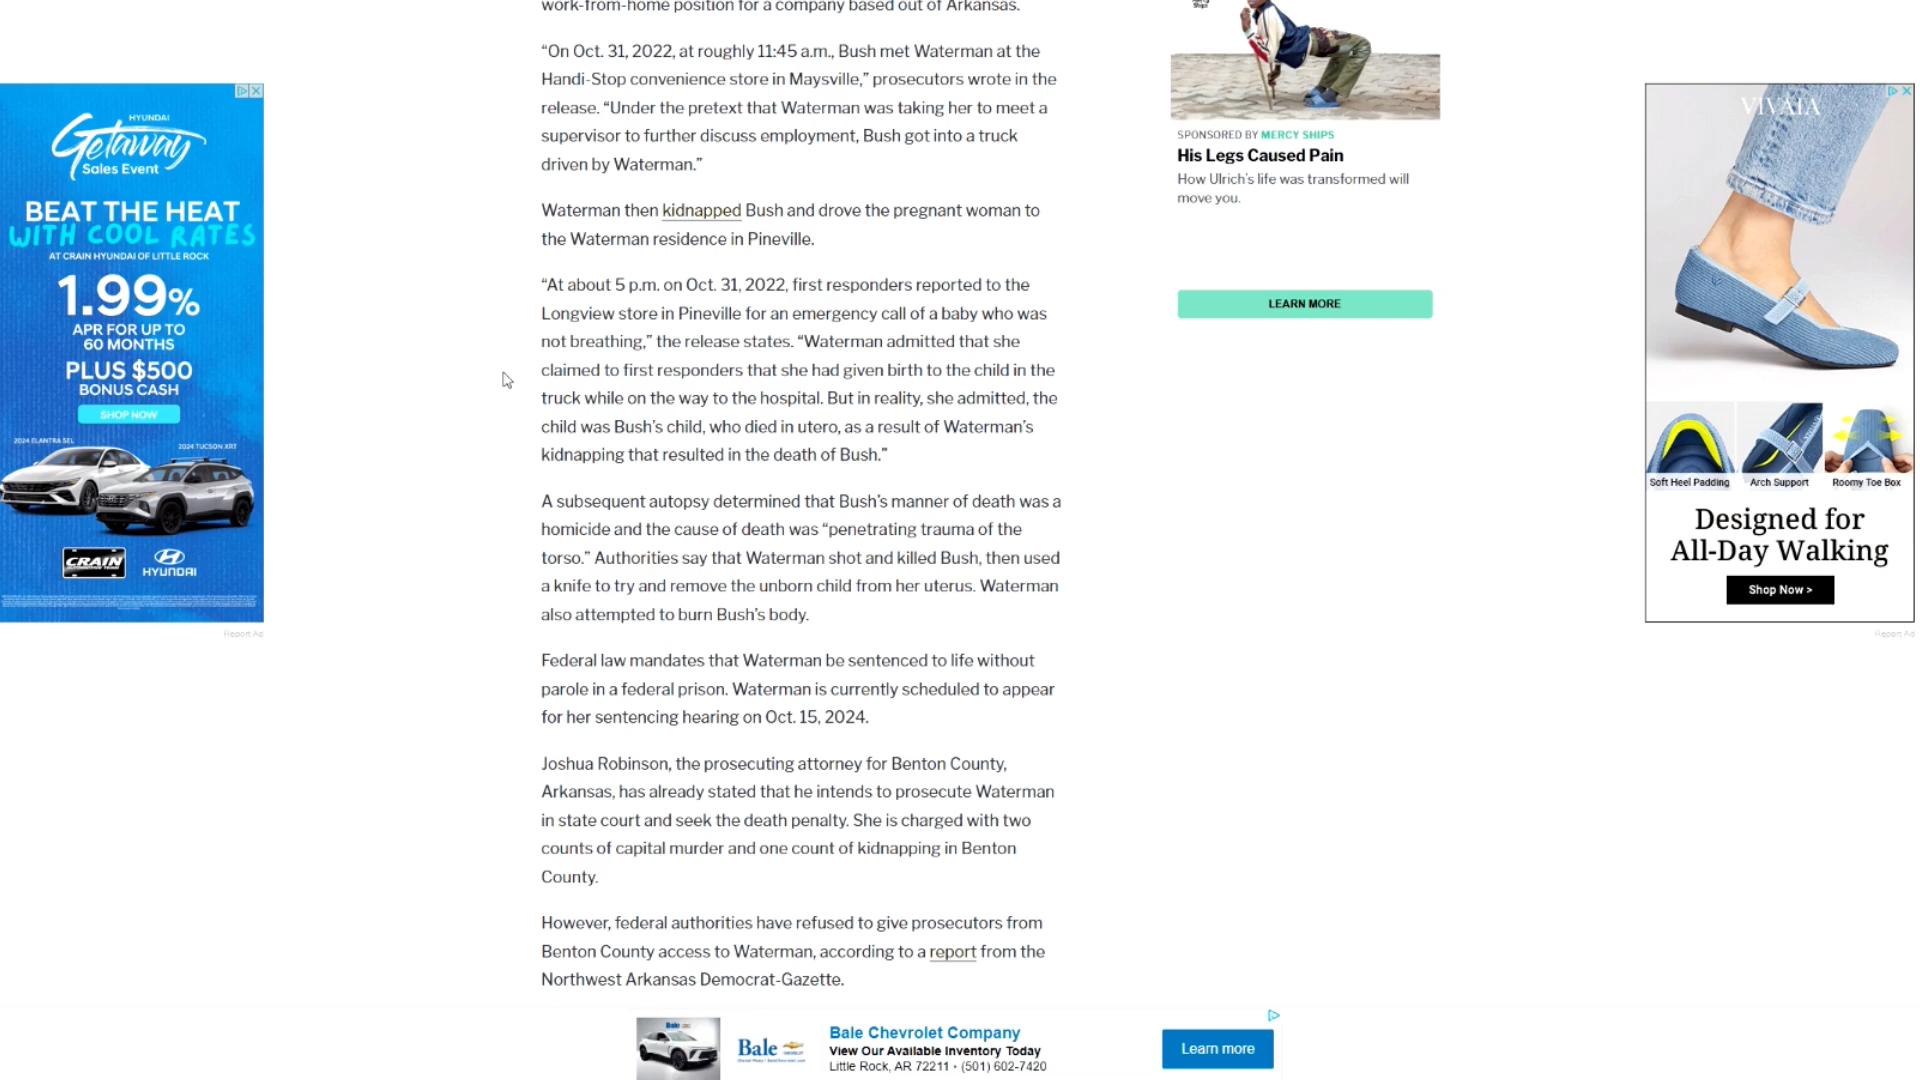 work-from-home position for a company based out of Arkansas.
“On Oct. 31, 2022, at roughly 11:45 a.m., Bush met Waterman at the
Handi-Stop convenience store in Maysville,” prosecutors wrote in the
release. “Under the pretext that Waterman was taking her to meet a
supervisor to further discuss employment, Bush got into a truck
driven by Waterman.”
Waterman then kidnapped Bush and drove the pregnant woman to
the Waterman residence in Pineville.
“At about 5 p.m. on Oct. 31, 2022, first responders reported to the
Longview store in Pineville for an emergency call of a baby who was
not breathing,” the release states. “Waterman admitted that she
claimed to first responders that she had given birth to the child in the
truck while on the way to the hospital. But in reality, she admitted, the
child was Bush’s child, who died in utero, as a result of Waterman’s
kidnapping that resulted in the death of Bush.”
A subsequent autopsy determined that Bush’s manner of death was a
homicide and the cause of death was “penetrating trauma of the
torso.” Authorities say that Waterman shot and killed Bush, then used
a knife to try and remove the unborn child from her uterus. Waterman
also attempted to burn Bush’s body.
Federal law mandates that Waterman be sentenced to life without
parole in a federal prison. Waterman is currently scheduled to appear
for her sentencing hearing on Oct. 15, 2024.
Joshua Robinson, the prosecuting attorney for Benton County,
Arkansas, has already stated that he intends to prosecute Waterman
in state court and seek the death penalty. She is charged with two
counts of capital murder and one count of kidnapping in Benton
County.
However, federal authorities have refused to give prosecutors from
Benton County access to Waterman, according to a report from the
Northwest Arkansas Democrat-Gazette.
HYUNDAI
Getaway
Sales Event
BEAT THE HEAT
WITH COOL RATES
AT CRAIN HYUNDAI OF LITTLE ROCK
1.99%
APR FOR UP TO
60 MONTHS
PLUS $500
BONUS CASH
SHOP NOW
2024 ELANTRA SEL
2024 TUCSON XRT
CRAIN
HYUNDAI
Report Ad
Ships
SPONSORED BY MERCY SHIPS
His Legs Caused Pain
How Ulrich’s life was transformed will
move you.
LEARN MORE
VIVAIA
Soft Heel Padding
Arch Support
Roomy Toe Box
Designed for
All-Day Walking
Shop Now >
Report Ad
Bale
Bale
Bale Chevrolet Company
View Our Available Inventory Today
Little Rock, AR 72211 • (501) 602-7420
Learn more